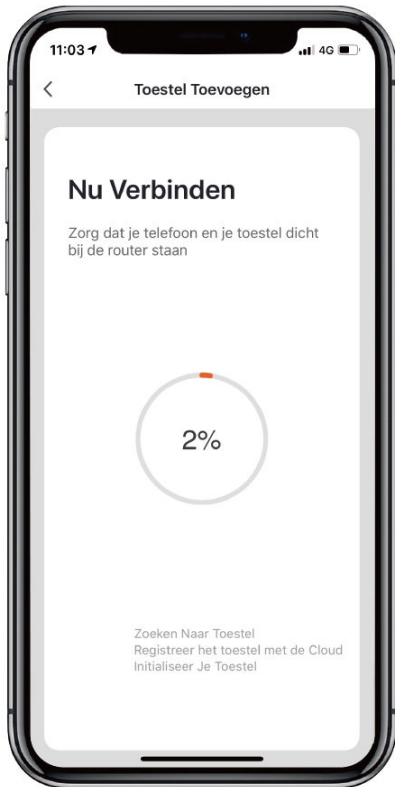 11:03 4G
Toestel Toevoegen
Nu Verbinden
Zorg dat je telefoon en je toestel dicht
bij de router staan
2%
Zoeken Naar Toestel
Registreer het toestel met de Cloud
Initialiseer Je Toestel